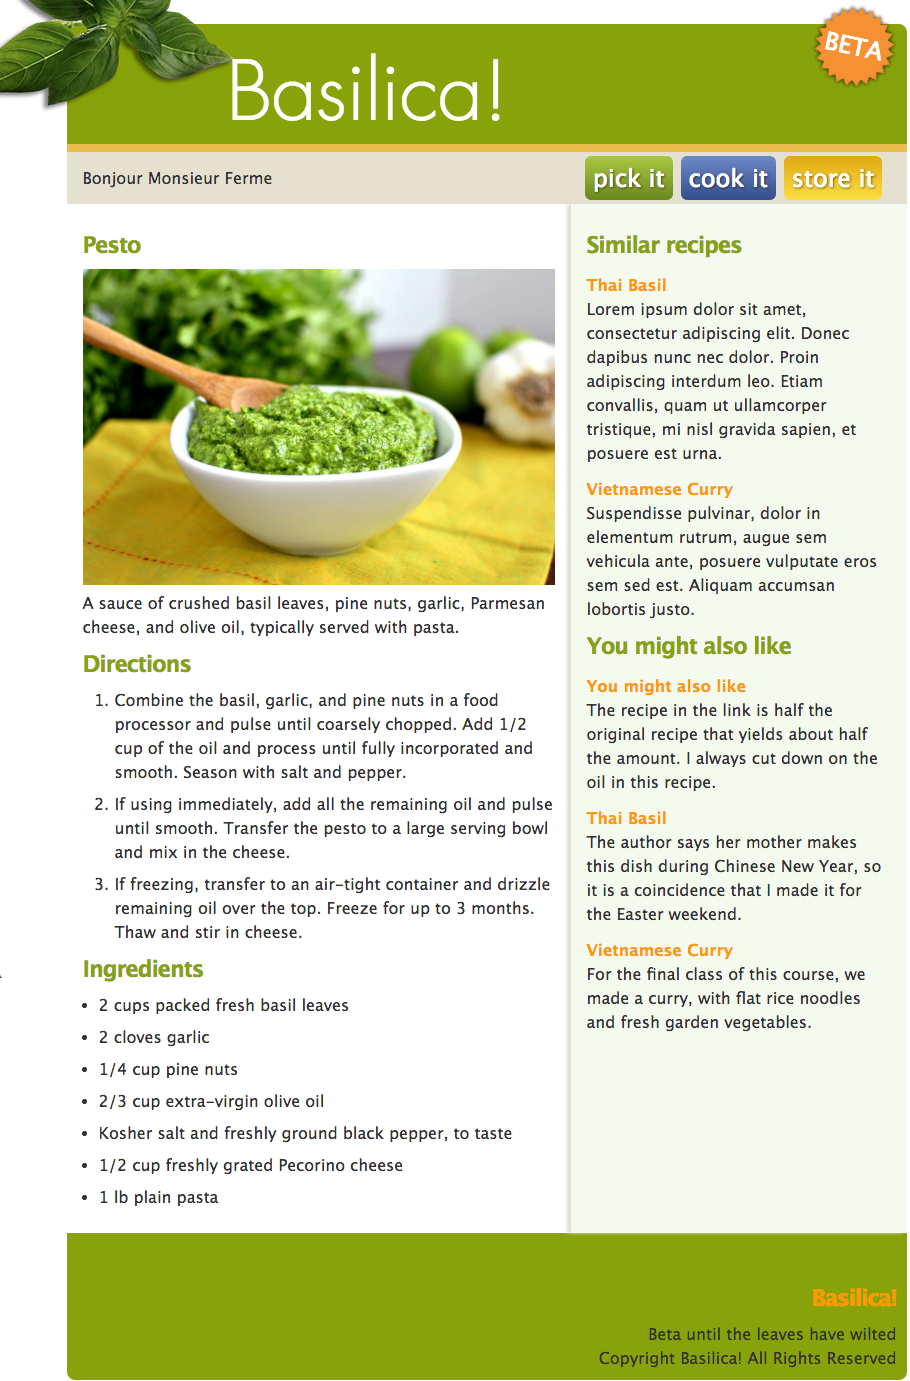 Basilica!
BETA
Bonjour Monsieur Ferme
pick it
cook it
store it
Pesto
A sauce of crushed basil leaves, pine nuts, garlic, Parmesan
cheese, and olive oil, typically served with pasta.
Directions
1. Combine the basil, garlic, and pine nuts in a food
processor and pulse until coarsely chopped. Add 1/2
cup of the oil and process until fully incorporated and
smooth. Season with salt and pepper.
2. If using immediately, add all the remaining oil and pulse
until smooth. Transfer the pesto to a large serving bowl
and mix in the cheese.
3. If freezing, transfer to an air-tight container and drizzle
remaining oil over the top. Freeze for up to 3 months.
Thaw and stir in cheese.
Ingredients
• 2 cups packed fresh basil leaves
• 2 cloves garlic
• 1/4 cup pine nuts
• 2/3 cup extra-virgin olive oil
• Kosher salt and freshly ground black pepper, to taste
• 1/2 cup freshly grated Pecorino cheese
• 1 lb plain pasta
Similar recipes
Thai Basil
Lorem ipsum dolor sit amet,
consectetur adipiscing elit. Donec
dapibus nunc nec dolor. Proin
adipiscing interdum leo. Etiam
convallis, quam ut ullamcorper
tristique, mi nisl gravida sapien, et
posuere est urna.
Vietnamese Curry
Suspendisse pulvinar, dolor in
elementum rutrum, augue sem
vehicula ante, posuere vulputate eros
sem sed est. Aliquam accumsan
lobortis justo.
You might also like
You might also like
The recipe in the link is half the
original recipe that yields about half
the amount. I always cut down on the
oil in this recipe.
Thai Basil
The author says her mother makes
this dish during Chinese New Year, so
it is a coincidence that I made it for
the Easter weekend.
Vietnamese Curry
For the final class of this course, we
made a curry, with flat rice noodles
and fresh garden vegetables.
Basilica!
Beta until the leaves have wilted
Copyright Basilica! All Rights Reserved